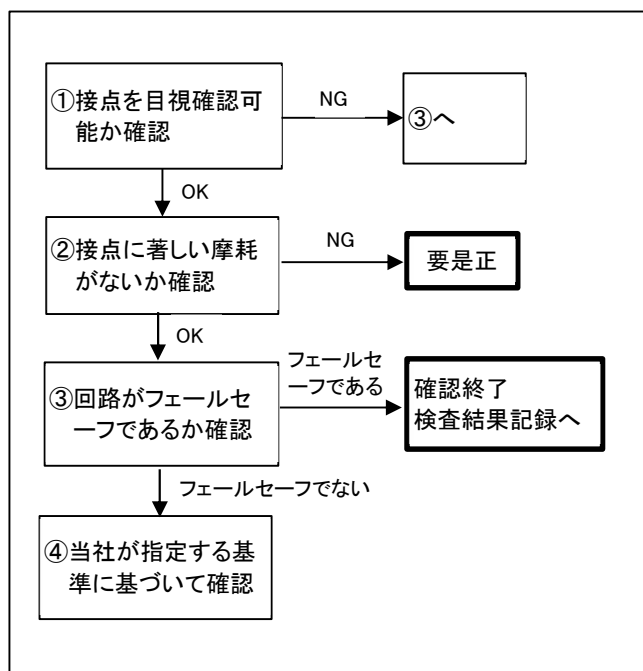 ①接点を目視確認可
能か確認
NG
③へ
OK
②接点に著しい摩耗
がないか確認
NG
要是正
OK
③回路がフェールセ
ーフであるか確認
フェールセ
ーフである
確認終了
検査結果記録へ
フェールセーフでない
④当社が指定する基
準に基づいて確認